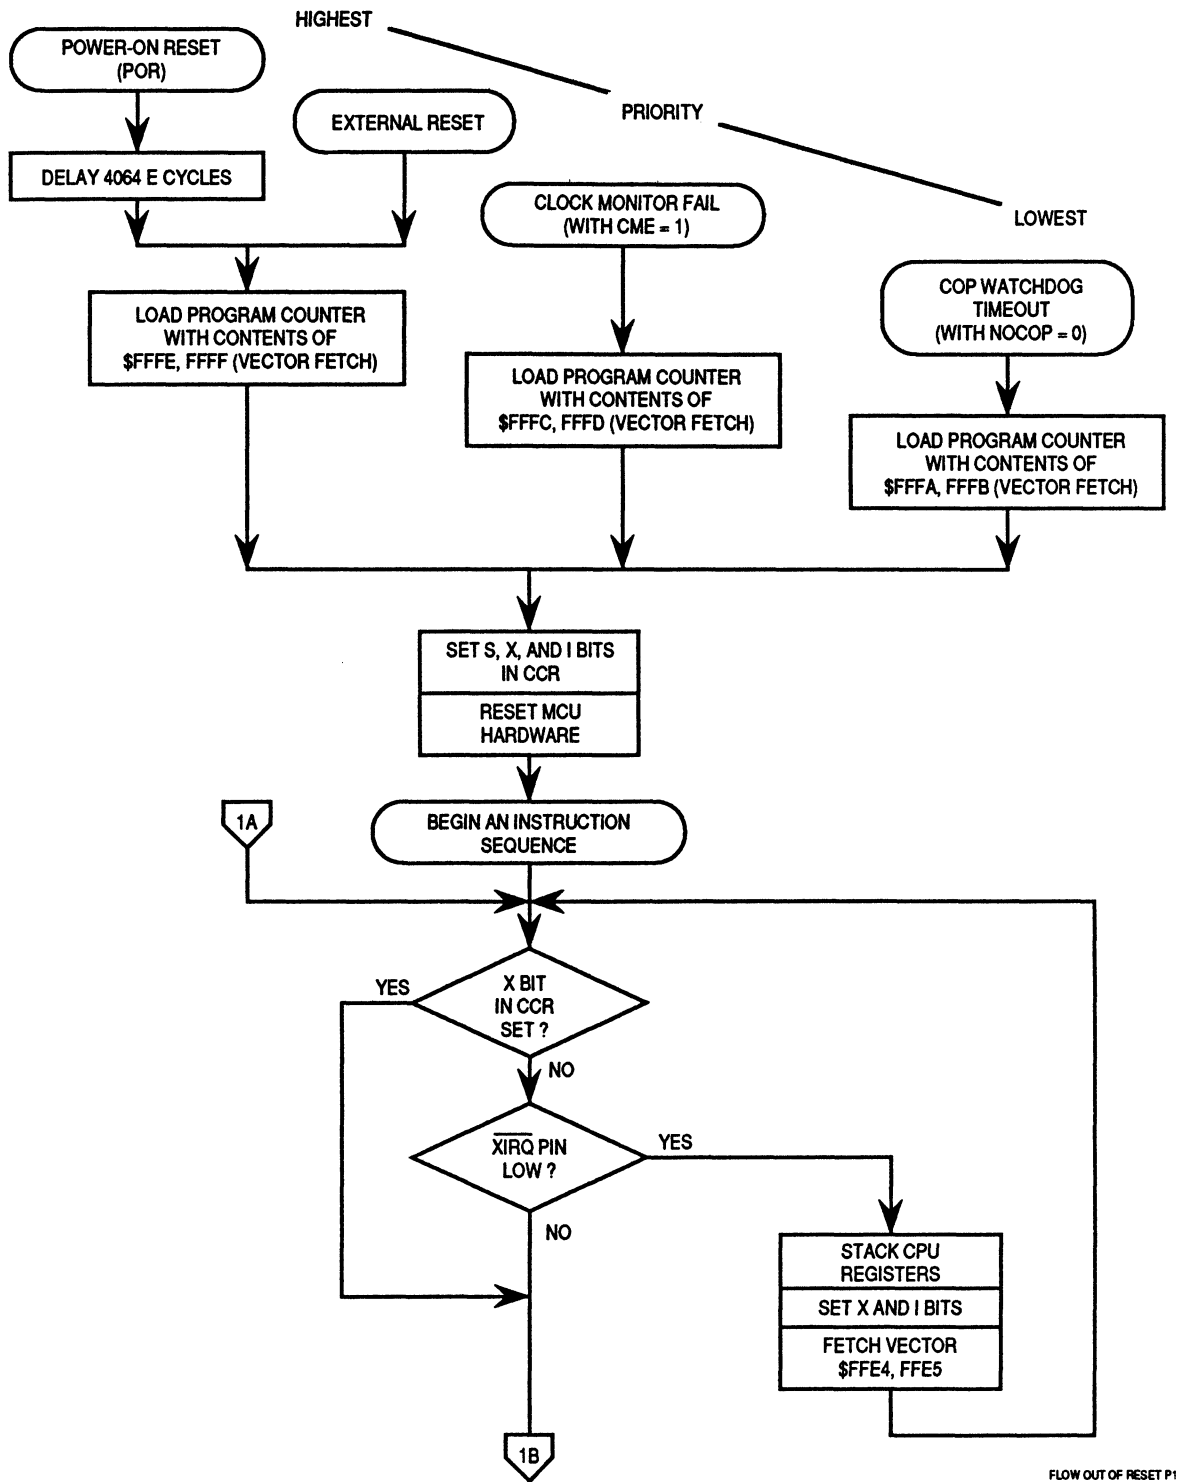 HIGHEST
POWER-ON RESET
(POR)
EXTERNAL RESET
PRIORITY
DELAY 4064 E CYCLES
CLOCK MONITOR FAIL
(WITH CME = 1)
LOWEST
COP WATCHDOG
TIMEOUT
(WITH NOCOP = 0)
LOAD PROGRAM COUNTER
WITH CONTENTS OF
$FFFE, FFFF (VECTOR FETCH)
LOAD PROGRAM COUNTER
WITH CONTENTS OF
$FFFC, FFFD (VECTOR FETCH)
LOAD PROGRAM COUNTER
WITH CONTENTS OF
$FFFA, FFFB (VECTOR FETCH)
SET S, X, AND I BITS
IN CCR
RESET MCU
HARDWARE
1A
BEGIN AN INSTRUCTION
SEQUENCE
YES
X BIT
IN CCR
SET ?
NO
XIRQ PIN
LOW ?
YES
NO
STACK CPU
REGISTERS
SET X AND I BITS
FETCH VECTOR
$FFE4, FFE5
1B
FLOW OUT OF RESET P1